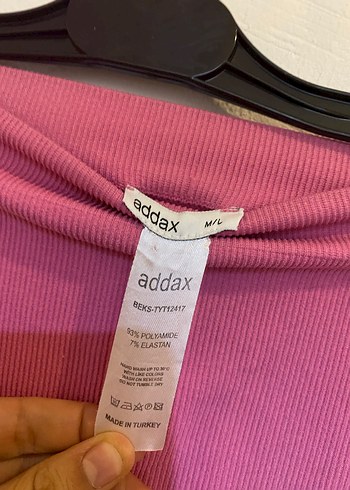 addax M/L
addax
BEKS-TYT12417
93% POLYAMIDE
7% ELASTAN
HAND WASH UP TO 30°C
WITH LIKE COLORS
WASH ON REVERSE
DO NOT TUMBLE DRY
MADE IN TURKEY